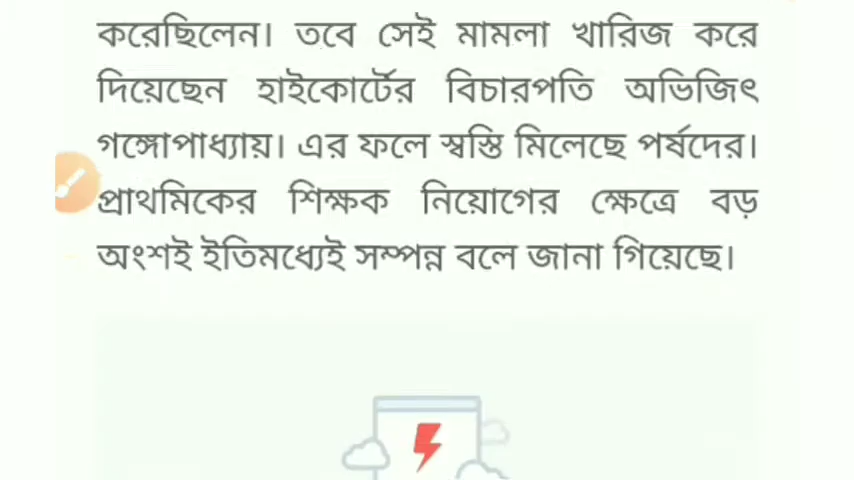 করেছিলেন। তবে সেই মামলা খারিজ করে
দিয়েছেন হাইকোর্টের বিচারপতি অভিজিৎ
গঙ্গোপাধ্যায়। এর ফলে স্বস্তি মিলেছে পর্ষদের।
প্রাথমিকের শিক্ষক নিয়োগের ক্ষেত্রে বড়
অংশই ইতিমধ্যেই সম্পন্ন বলে জানা গিয়েছে।